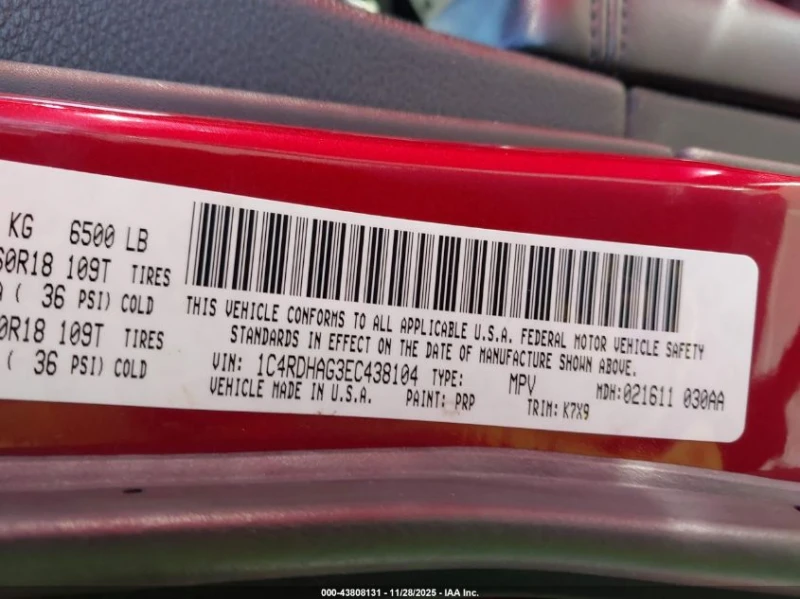 KG 6500 LB
60R18 109T TIRES
( 36 PSI) COLD
0R18 109T TIRES
( 36 PSI) COLD
THIS VEHICLE CONFORMS TO ALL APPLICABLE U.S.A. FEDERAL MOTOR VEHICLE SAFETY
STANDARDS IN EFFECT ON THE DATE OF MANUFACTURE SHOWN ABOVE.
VIN: 1C4RDHAG3EC438104 TYPE: MPV MDH:021611 030AA
VEHICLE MADE IN U.S.A. PAINT: PRP TRIM: K7X9
000-43808131 - 11/28/2025 - IAA Inc.